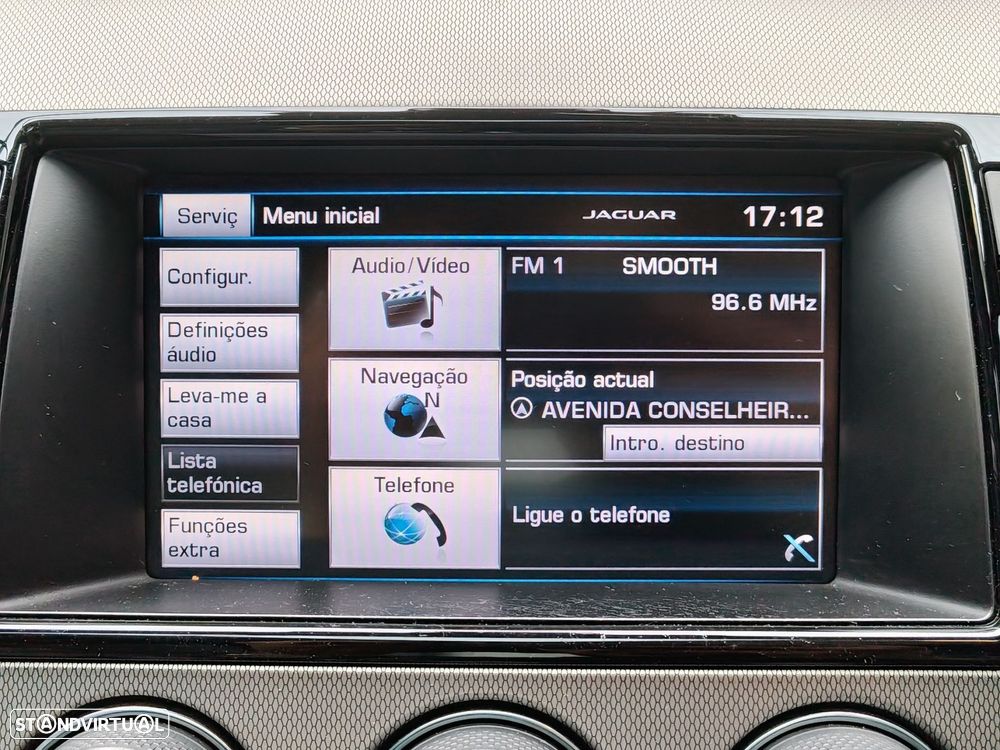 Serviç Menu inicial JAGUAR 17:12
Configur.
Definições
áudio
Leva-me a
casa
Lista
telefónica
Funções
extra
Audio/Vídeo
FM 1 SMOOTH
96.6 MHz
Navegação
N
Posição actual
AVENIDA CONSELHEIR...
Intro. destino
Telefone
Ligue o telefone
STANDVIRTUAL